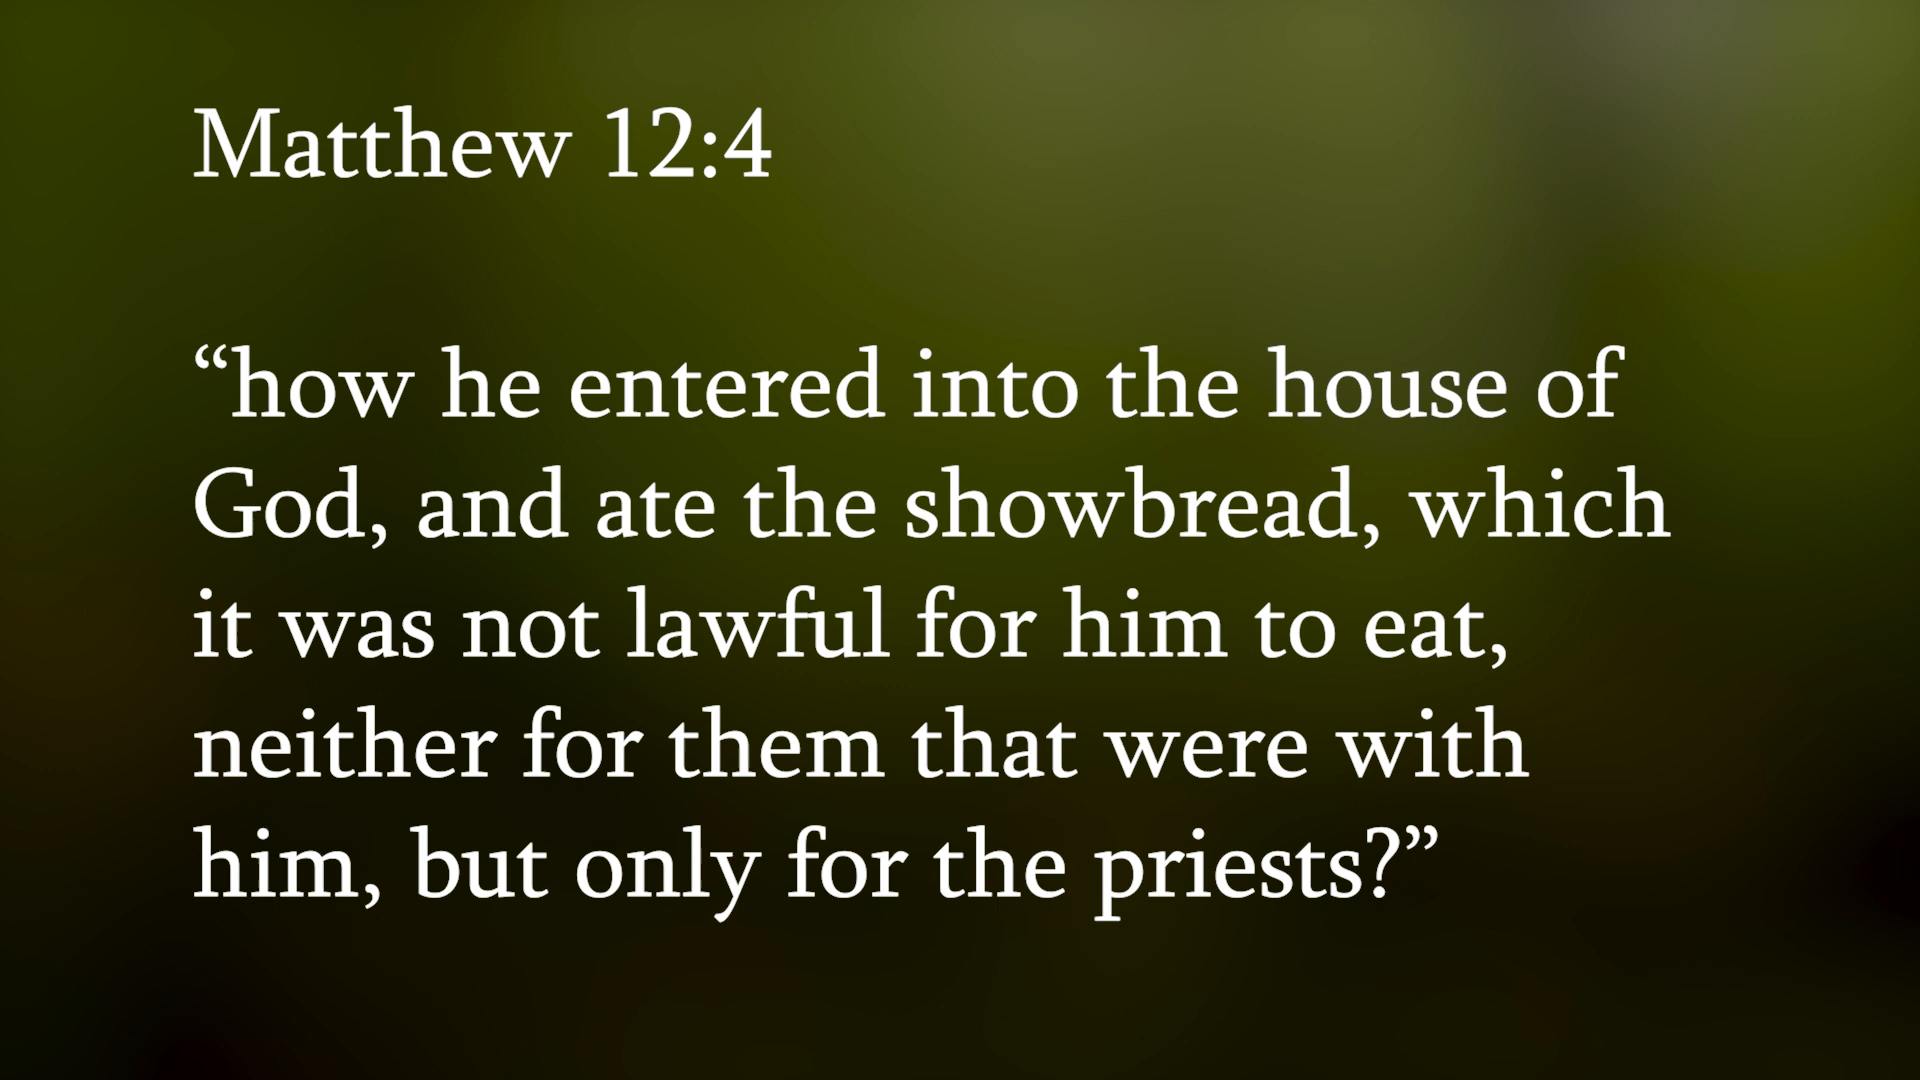 Matthew 12:4
“how he entered into the house of
God, and ate the showbread, which
it was not lawful for him to eat,
neither for them that were with
him, but only for the priests?”